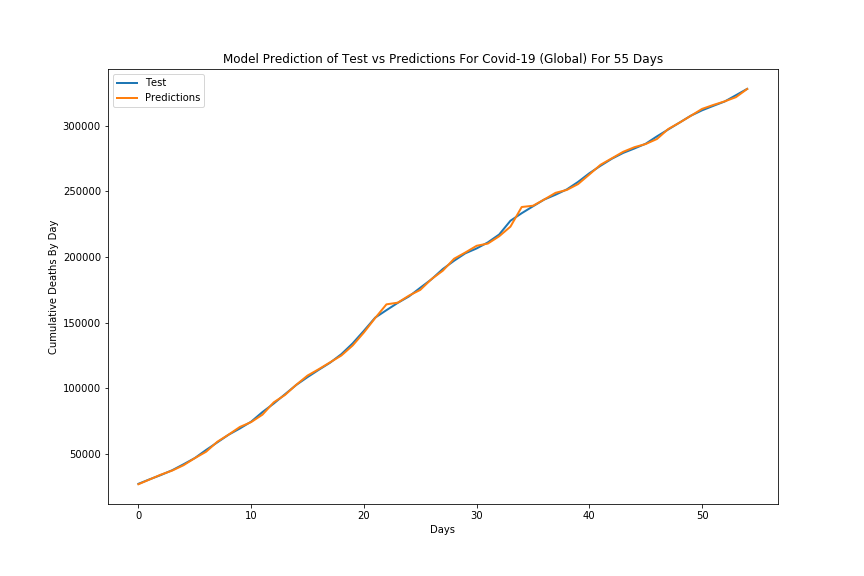 Model Prediction of Test vs Predictions For Covid-19 (Global) For 55 Days
Test
Predictions
300000
250000
200000
150000
100000
50000
Cumulative Deaths By Day
0 10 20 30 40 50
Days